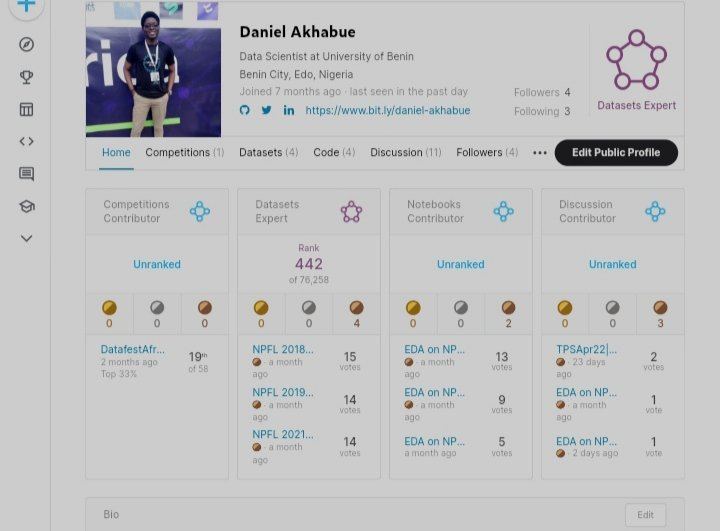 Daniel Akhabue
Data Scientist at University of Benin
Benin City, Edo, Nigeria
Joined 7 months ago · last seen in the past day
https://www.bit.ly/daniel-akhabue
Followers 4
Following 3
Datasets Expert
Home Competitions (1) Datasets (4) Code (4) Discussion (11) Followers (4) ••• Edit Public Profile
Competitions
Contributor
Unranked
0 0 0
DatafestAfr...
2 months ago
Top 33%
19th
of 58
Datasets
Expert
Rank
442
of 76,258
0 0 4
NPFL 2018...
· a month
ago
15
votes
NPFL 2019...
· a month
ago
14
votes
NPFL 2021...
· a month
ago
14
votes
Notebooks
Contributor
Unranked
0 0 2
EDA on NP...
· a month
ago
13
votes
EDA on NP...
· a month
ago
9
votes
EDA on NP...
a month ago
5
votes
Discussion
Contributor
Unranked
0 0 3
TPSApr22|...
· 23 days
ago
2
votes
EDA on NP...
· a month
ago
1
vote
EDA on NP...
· 2 days ago
1
vote
Bio
Edit